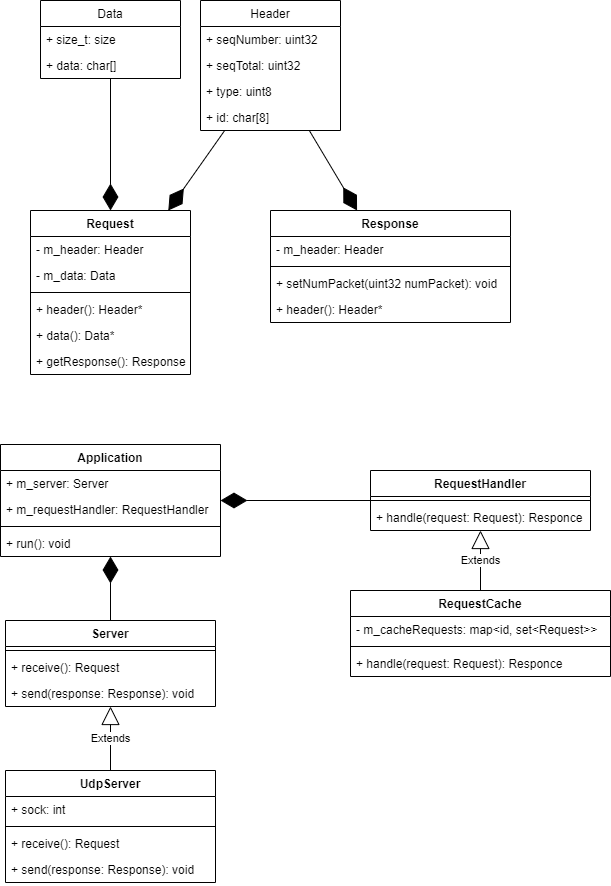 Data
+ size_t: size
+ data: char[]
Header
+ seqNumber: uint32
+ seqTotal: uint32
+ type: uint8
+ id: char[8]
Request
- m_header: Header
- m_data: Data
+ header(): Header*
+ data(): Data*
+ getResponse(): Response
Response
- m_header: Header
+ setNumPacket(uint32 numPacket): void
+ header(): Header*
Application
+ m_server: Server
+ m_requestHandler: RequestHandler
+ run(): void
RequestHandler
+ handle(request: Request): Responce
Extends
RequestCache
- m_cacheRequests: map<id, set<Request>>
+ handle(request: Request): Responce
Server
+ receive(): Request
+ send(response: Response): void
Extends
UdpServer
+ sock: int
+ receive(): Request
+ send(response: Response): void